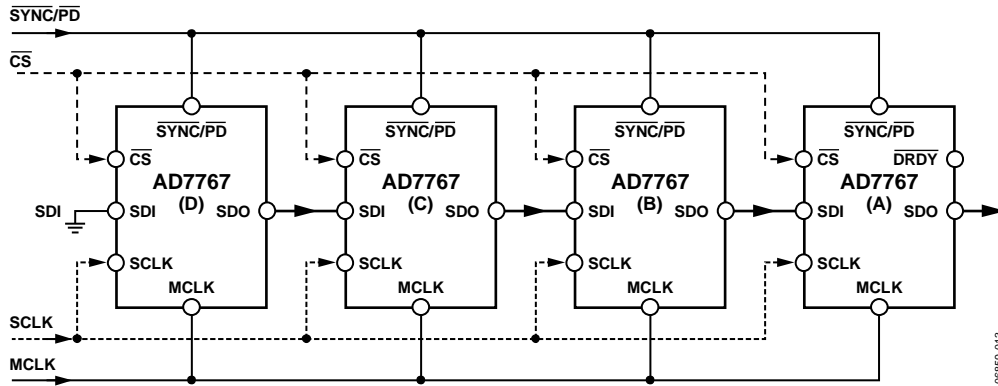 SYNC/PD
CS
SYNC/PD
SYNC/PD
SYNC/PD
SYNC/PD
CS
CS
CS
CS
DRDY
AD7767
(D)
AD7767
(C)
AD7767
(B)
AD7767
(A)
SDI
SDI
SDO
SDI
SDO
SDI
SDO
SDI
SDO
SCLK
SCLK
SCLK
SCLK
MCLK
MCLK
MCLK
MCLK
SCLK
MCLK